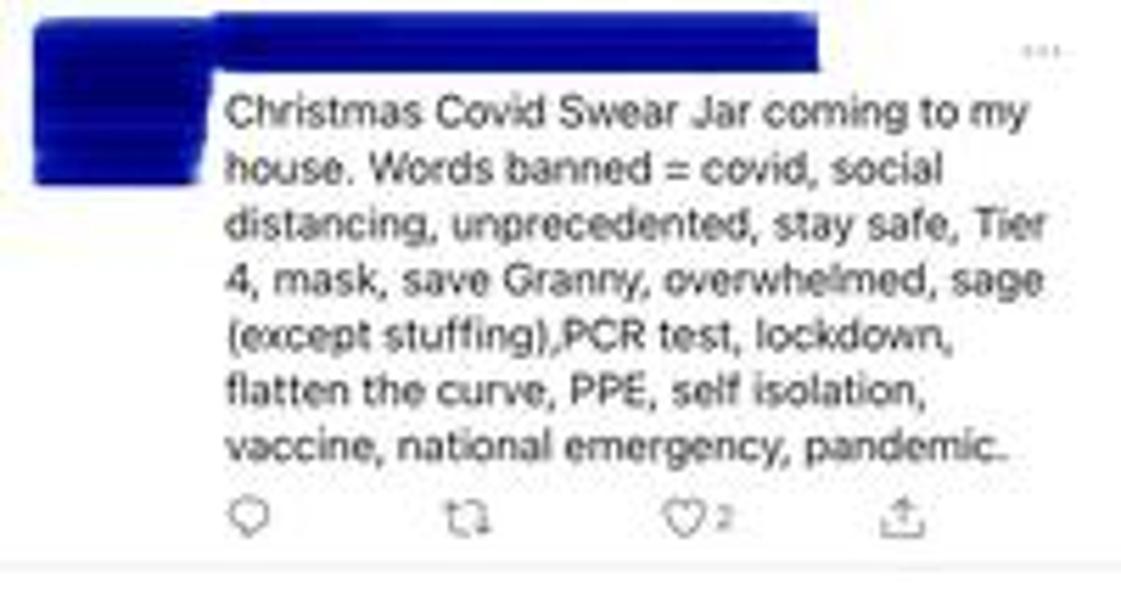 Christmas Covid Swear Jar coming to my
house. Words banned = covid, social
distancing, unprecedented, stay safe, Tier
4, mask, save Granny, overwhelmed, sage
(except stuffing),PCR test, lockdown,
flatten the curve, PPE, self isolation,
vaccine, national emergency, pandemic.
2